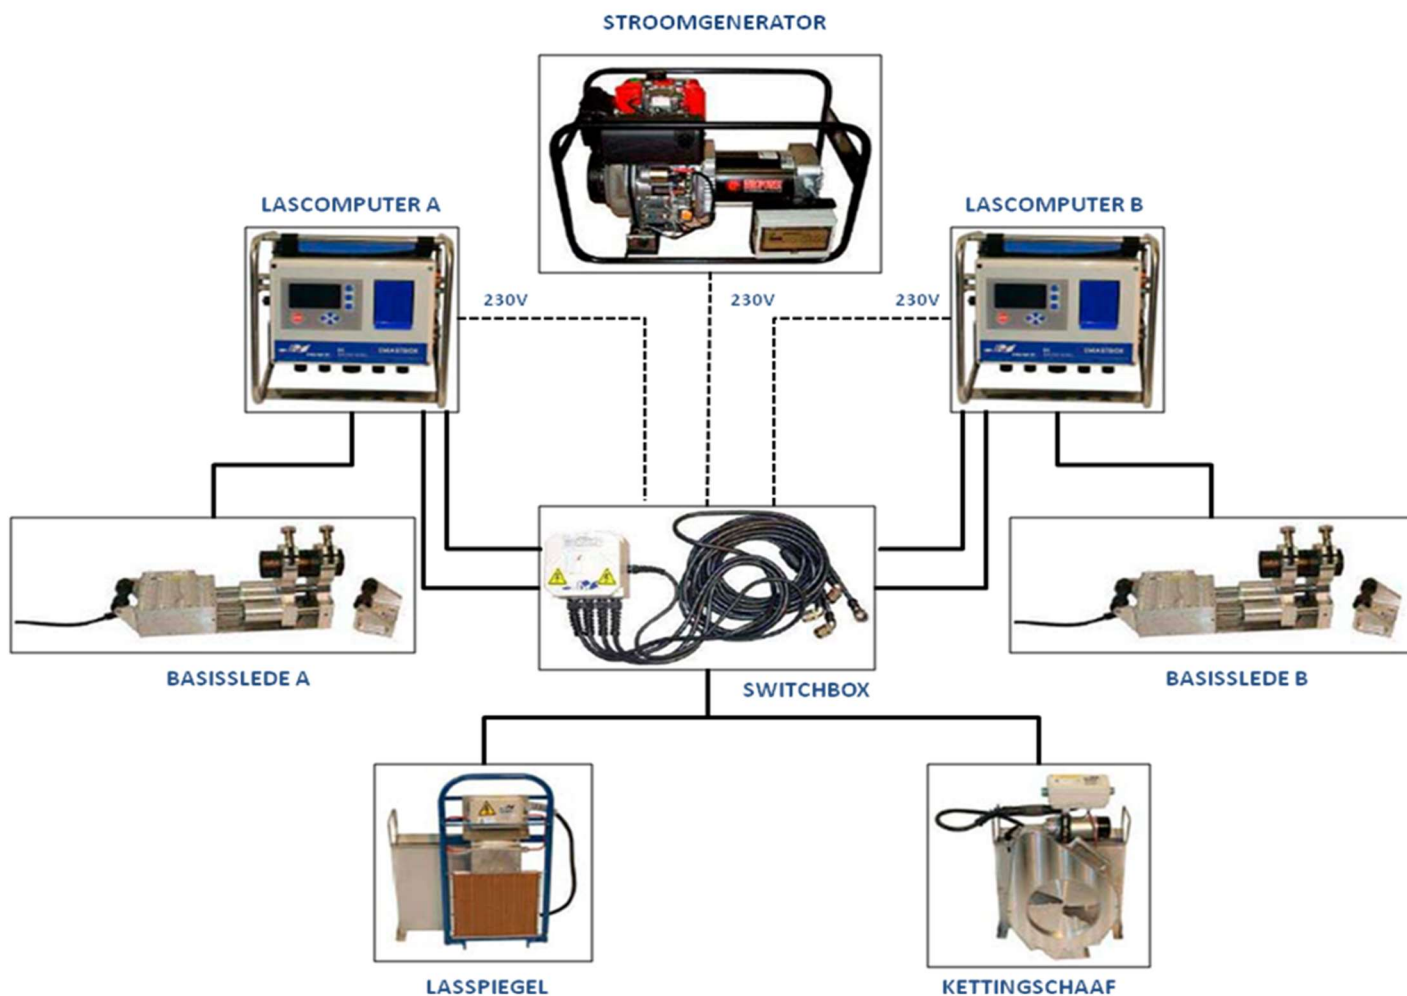 STROOMGENERATOR
LASCOMPUTER A
LASCOMPUTER B
230V
230V
230V
BASISSLEDE A
SWITCHBOX
BASISSLEDE B
LASSPIEGEL
KETTINGSCHAAF